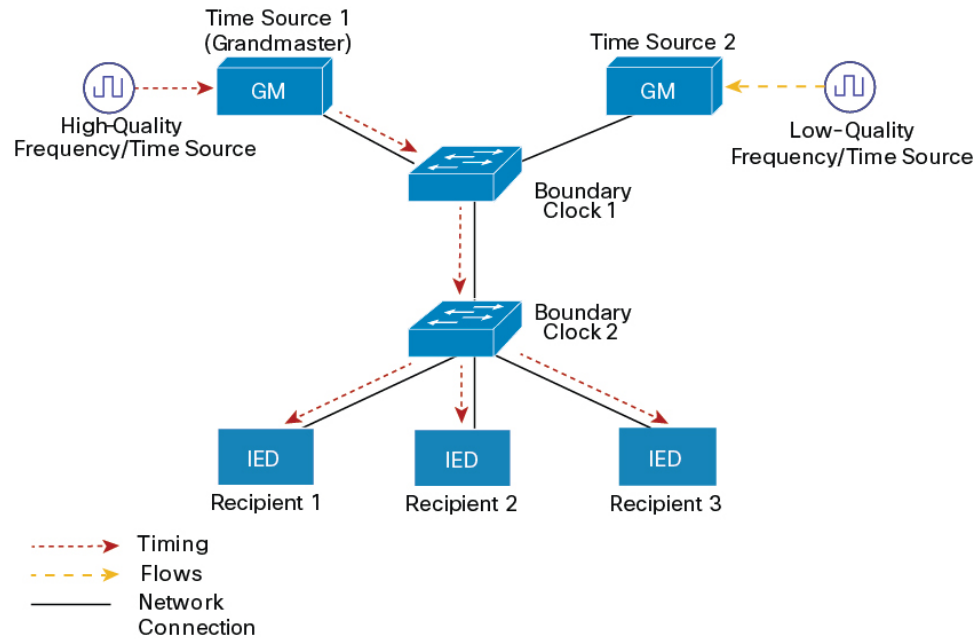 Time Source 1
(Grandmaster)
Time Source 2
GM
GM
High-Quality
Frequency/Time Source
Low-Quality
Frequency/Time Source
Boundary
Clock 1
Boundary
Clock 2
IED
IED
IED
Recipient 1
Recipient 2
Recipient 3
Timing
Flows
Network
Connection